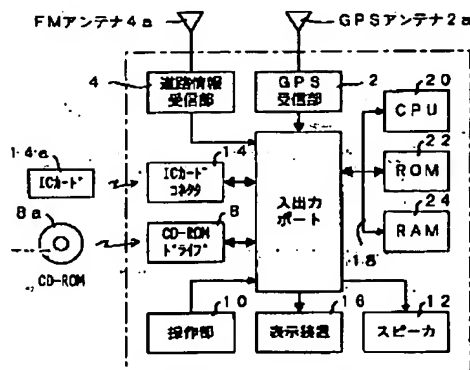 FMアンテナ4a
GPSアンテナ2a
4
道路情報
受信部
GPS
受信部
2
20
CPU
14a
ICカード
ICカード
コネクタ
14
入出力
ポート
22
ROM
8a
CD-ROM
CD-ROM
ドライブ
8
24
RAM
18
10
操作部
16
表示装置
12
スピーカ